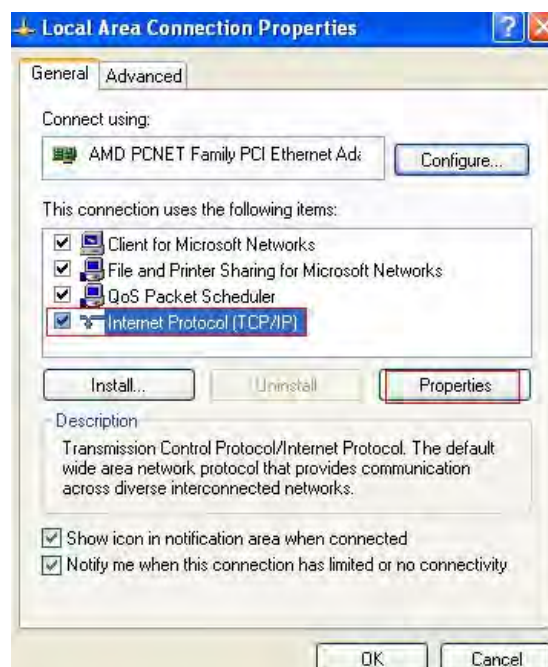 Local Area Connection Properties
General Advanced
Connect using:
AMD PCNET Family PCI Ethernet Ada
Configure...
This connection uses the following items:
Client for Microsoft Networks
File and Printer Sharing for Microsoft Networks
QoS Packet Scheduler
Internet Protocol (TCP/IP)
Install... Uninstall Properties
Description
Transmission Control Protocol/Internet Protocol. The default
wide area network protocol that provides communication
across diverse interconnected networks.
Show icon in notification area when connected
Notify me when this connection has limited or no connectivity
OK Cancel